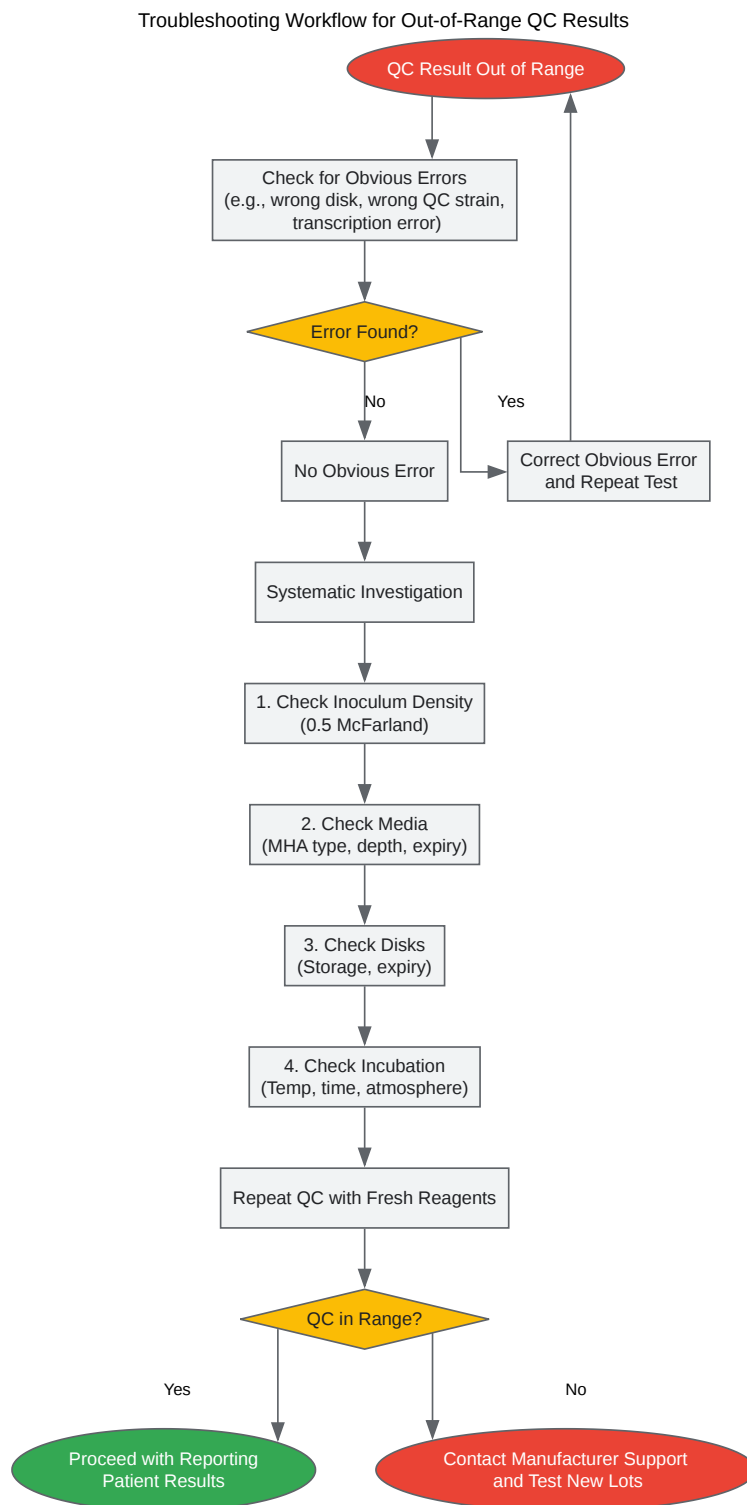 Troubleshooting Workflow for Out-of-Range QC Results
QC Result Out of Range
Check for Obvious Errors
(e.g., wrong disk, wrong QC strain,
transcription error)
Error Found?
No
Yes
No Obvious Error
Correct Obvious Error
and Repeat Test
Systematic Investigation
1. Check Inoculum Density
(0.5 McFarland)
2. Check Media
(MHA type, depth, expiry)
3. Check Disks
(Storage, expiry)
4. Check Incubation
(Temp, time, atmosphere)
Repeat QC with Fresh Reagents
QC in Range?
Yes
No
Proceed with Reporting
Patient Results
Contact Manufacturer Support
and Test New Lots